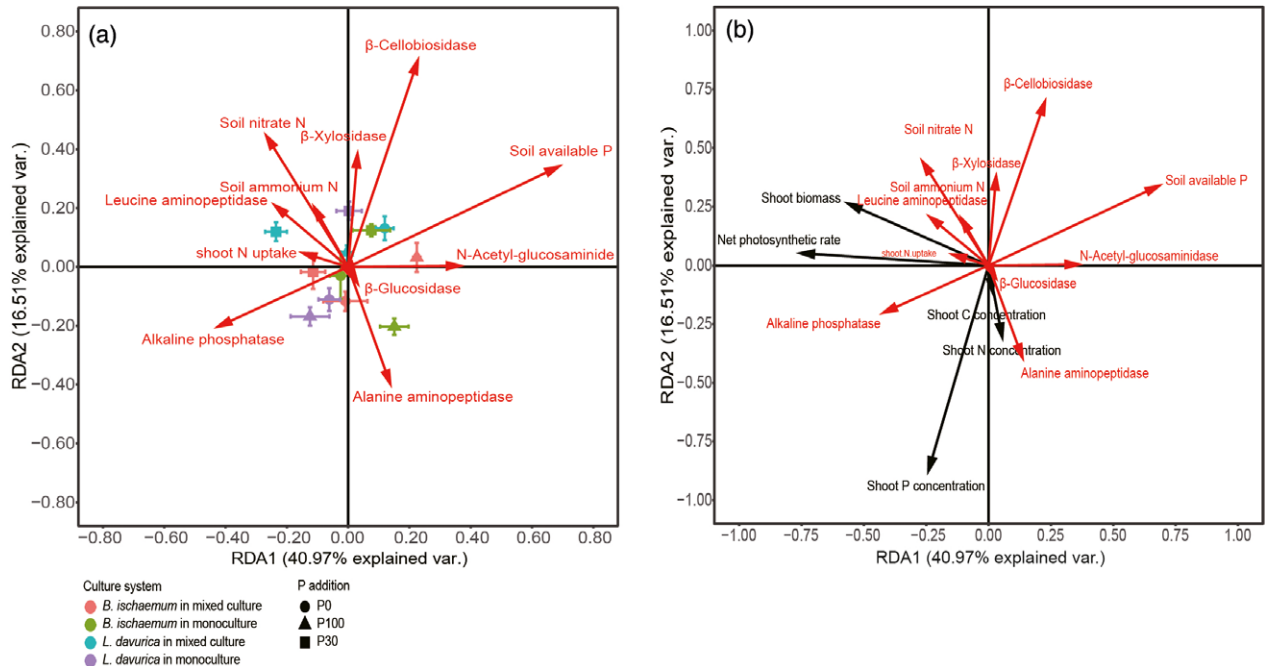 (a)
β-Cellobiosidase
Soil nitrate N
β-Xylosidase
Soil available P
Soil ammonium N
Leucine aminopeptidase
shoot N uptake
N-Acetyl-glucosaminide
β-Glucosidase
Alkaline phosphatase
Alanine aminopeptidase
0.80
0.60
0.40
0.20
0.00
−0.20
−0.40
−0.60
−0.80
RDA2 (16.51% explained var.)
−0.80 −0.60 −0.40 −0.20 0.00 0.20 0.40 0.60 0.80
RDA1 (40.97% explained var.)
Culture system
B. ischaemum in mixed culture
B. ischaemum in monoculture
L. davurica in mixed culture
L. davurica in monoculture
P addition
P0
P100
P30
(b)
β-Cellobiosidase
Soil nitrate N
β-Xylosidase
Soil available P
Soil ammonium N
Leucine aminopeptidase
Shoot biomass
Net photosynthetic rate
shoot N uptake
N-Acetyl-glucosaminidase
β-Glucosidase
Shoot C concentration
Alkaline phosphatase
Shoot N concentration
Alanine aminopeptidase
Shoot P concentration
1.00
0.75
0.50
0.25
0.00
−0.25
−0.50
−0.75
−1.00
RDA2 (16.51% explained var.)
−1.00 −0.75 −0.50 −0.25 0.00 0.25 0.50 0.75 1.00
RDA1 (40.97% explained var.)